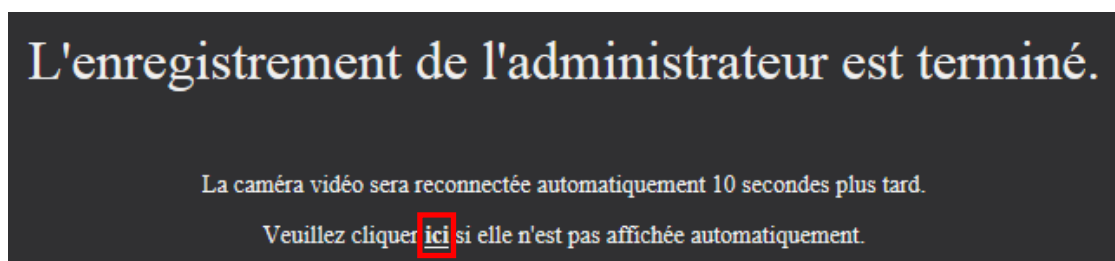 L'enregistrement de l'administrateur est terminé.
La caméra vidéo sera reconnectée automatiquement 10 secondes plus tard.
Veuillez cliquer ici si elle n'est pas affichée automatiquement.